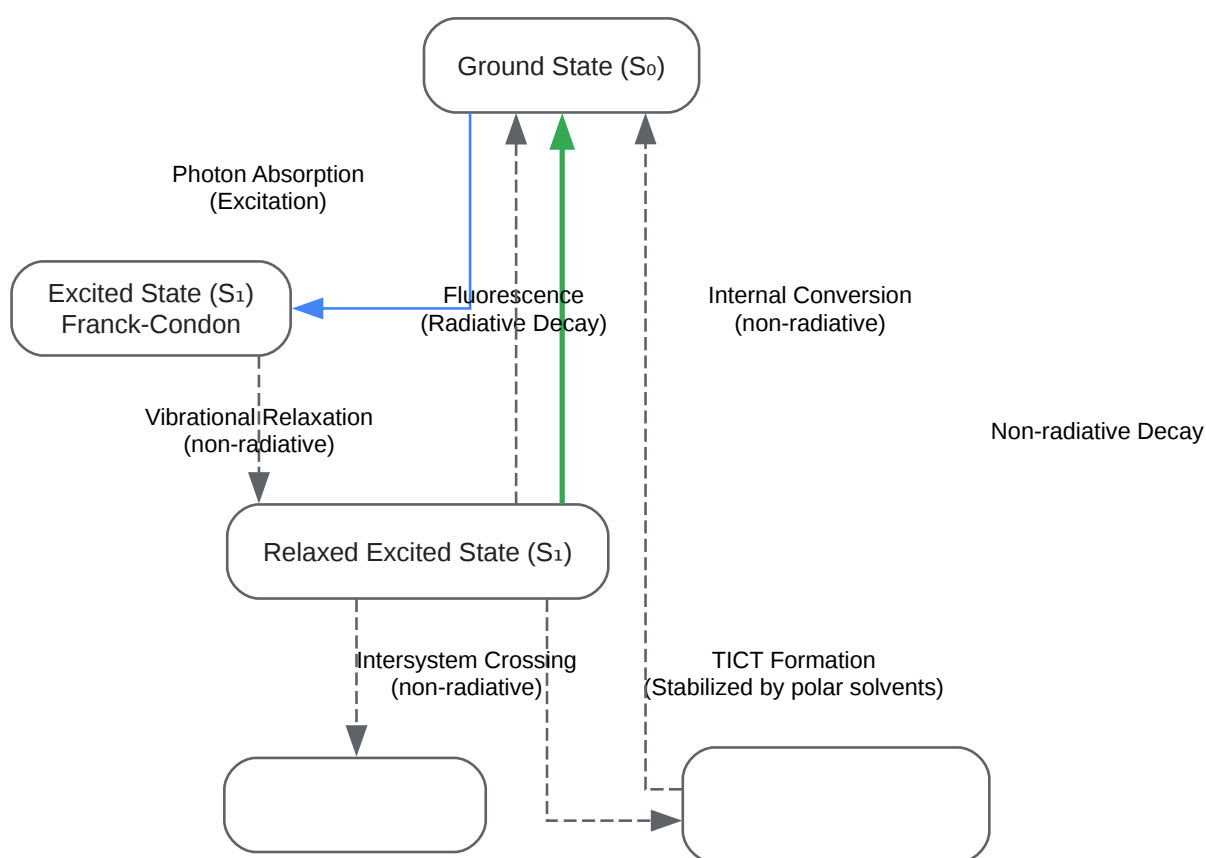 Ground State (S₀)
Photon Absorption
(Excitation)
Excited State (S₁)
Franck-Condon
Fluorescence
(Radiative Decay)
Internal Conversion
(non-radiative)
Vibrational Relaxation
(non-radiative)
Non-radiative Decay
Relaxed Excited State (S₁)
Intersystem Crossing
(non-radiative)
TICT Formation
(Stabilized by polar solvents)